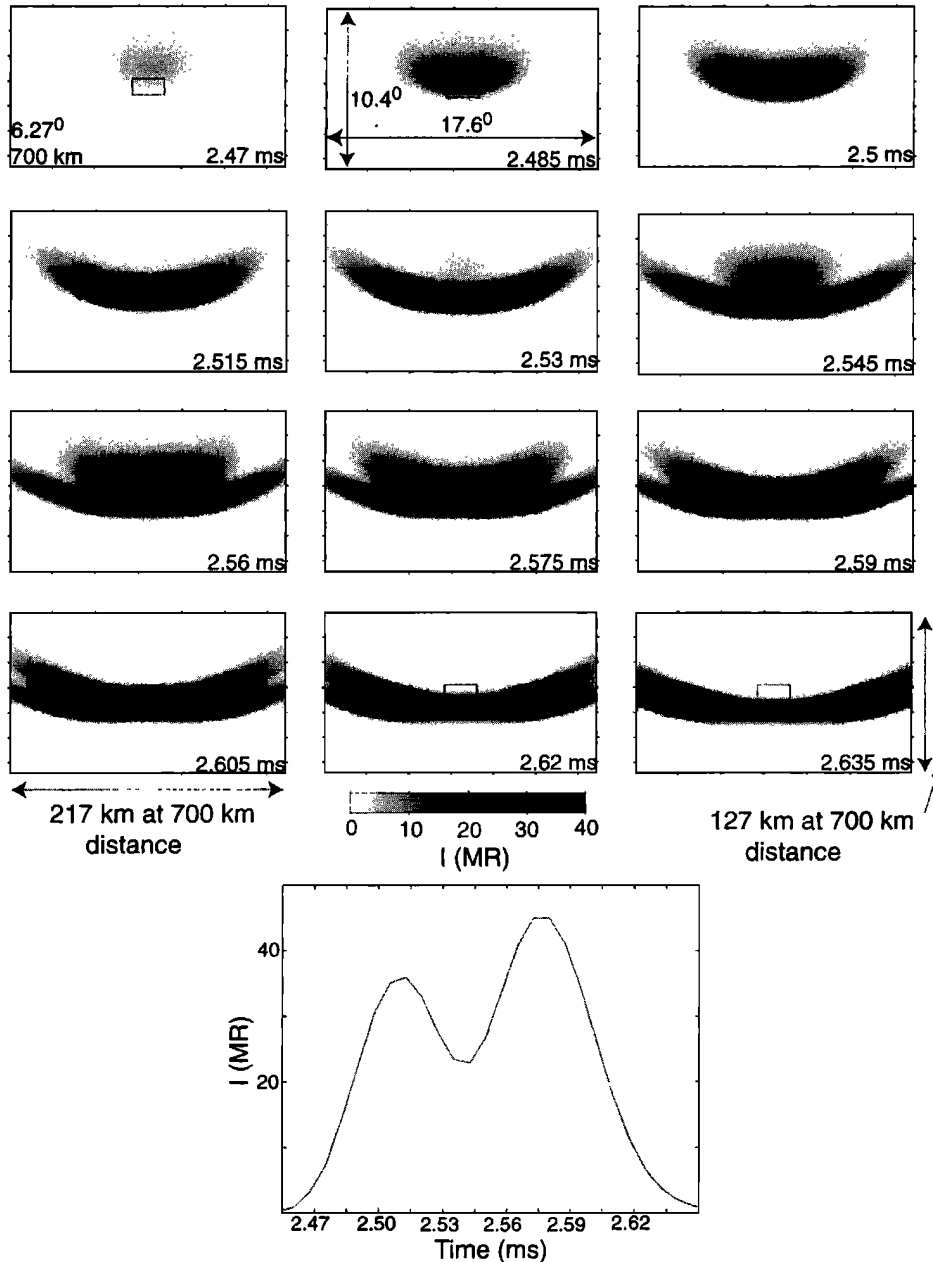 6.27⁰
700 km
2.47 ms
10.4⁰
17.6⁰
2.485 ms
2.5 ms
2.515 ms
2.53 ms
2.545 ms
2.56 ms
2.575 ms
2.59 ms
2.605 ms
2.62 ms
2.635 ms
217 km at 700 km
distance
0 10 20 30 40
I (MR)
127 km at 700 km
distance
40
20
I (MR)
2.47 2.50 2.53 2.56 2.59 2.62
Time (ms)